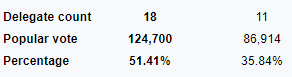 Delegate count 18 11
Popular vote 124,700 86,914
Percentage 51.41% 35.84%